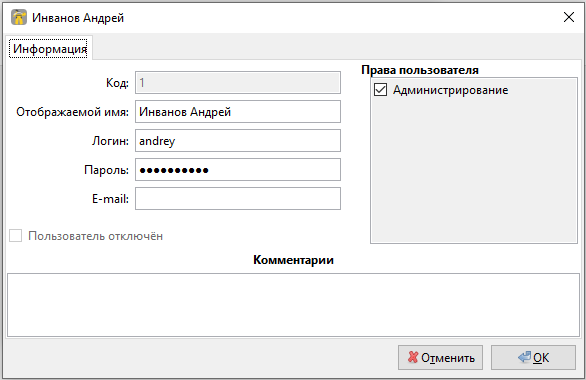 Инванов Андрей
Информация
Код: 1
Отображаемой имя: Инванов Андрей
Логин: andrey
Пароль: ●●●●●●●●●●
E-mail:
Пользователь отключён
Права пользователя
Администрирование
Комментарии
Отменить
OK